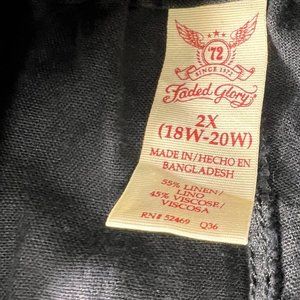 '72
SINCE 1972
Faded Glory
2X
(18W-20W)
MADE IN/HECHO EN
BANGLADESH
55% LINEN/
LINO
45% VISCOSE/
VISCOSA
RN# 52469 Q36